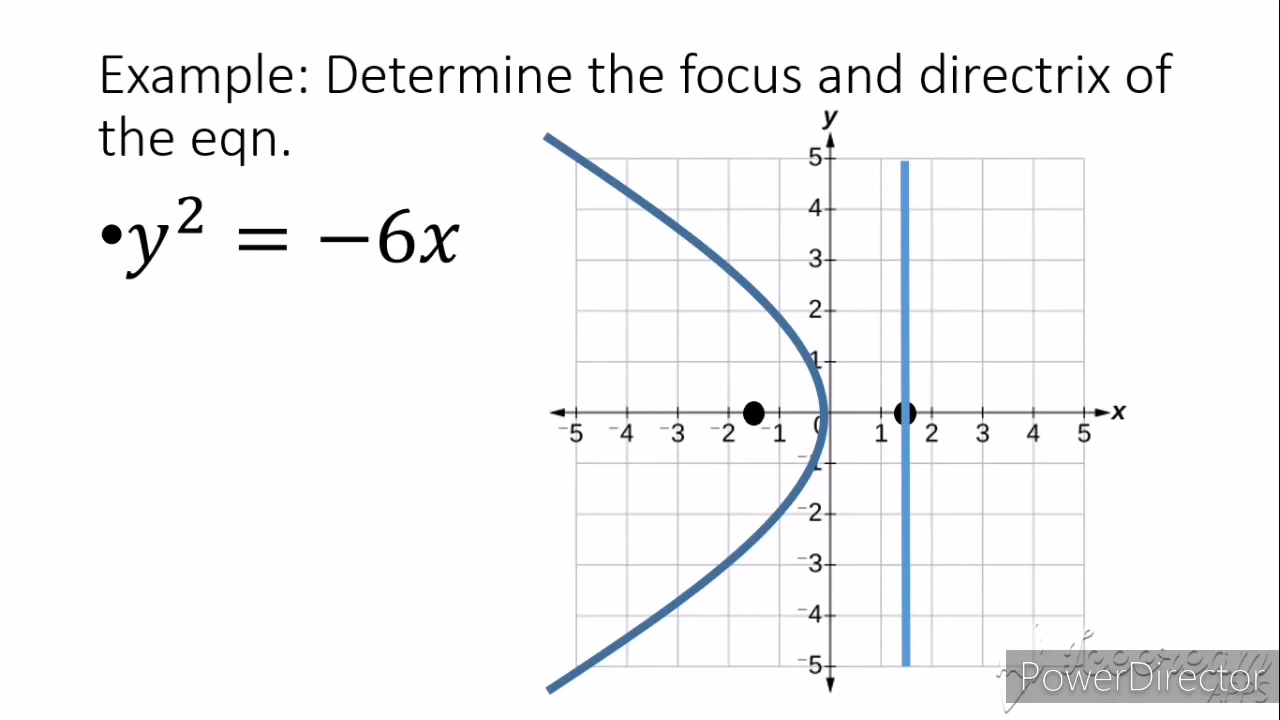 Example: Determine the focus and directrix of
the eqn.
•y² = −6x
y
5
4
3
2
1
-5 -4 -3 -2 -1 0 1 2 3 4 5 x
-1
-2
-3
-4
-5
PowerDirector
APPS